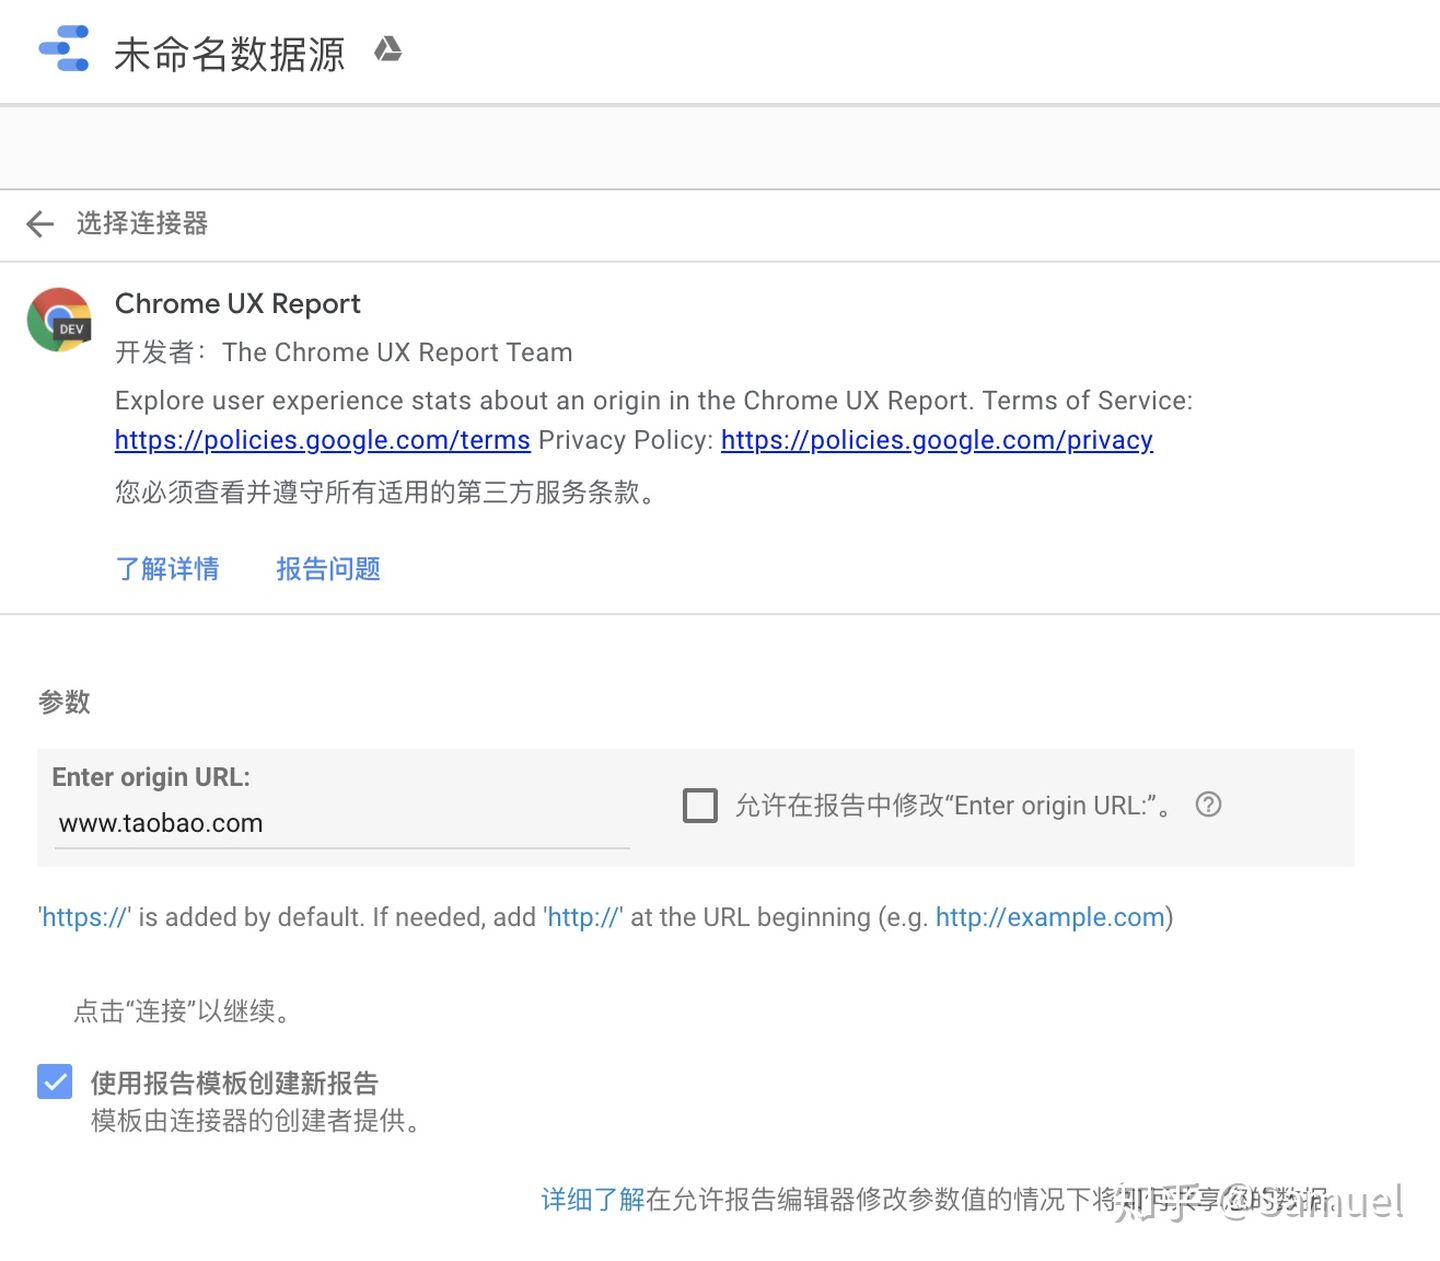 未命名数据源
选择连接器
DEV
Chrome UX Report
开发者：The Chrome UX Report Team
Explore user experience stats about an origin in the Chrome UX Report. Terms of Service:
https://policies.google.com/terms Privacy Policy: https://policies.google.com/privacy
您必须查看并遵守所有适用的第三方服务条款。
了解详情 报告问题
参数
Enter origin URL:
www.taobao.com
允许在报告中修改“Enter origin URL:”。
'https://' is added by default. If needed, add 'http://' at the URL beginning (e.g. http://example.com)
点击“连接”以继续。
使用报告模板创建新报告
模板由连接器的创建者提供。
详细了解在允许报告编辑器修改参数值的情况下将如何共享您的数据。
知乎 @Samuel